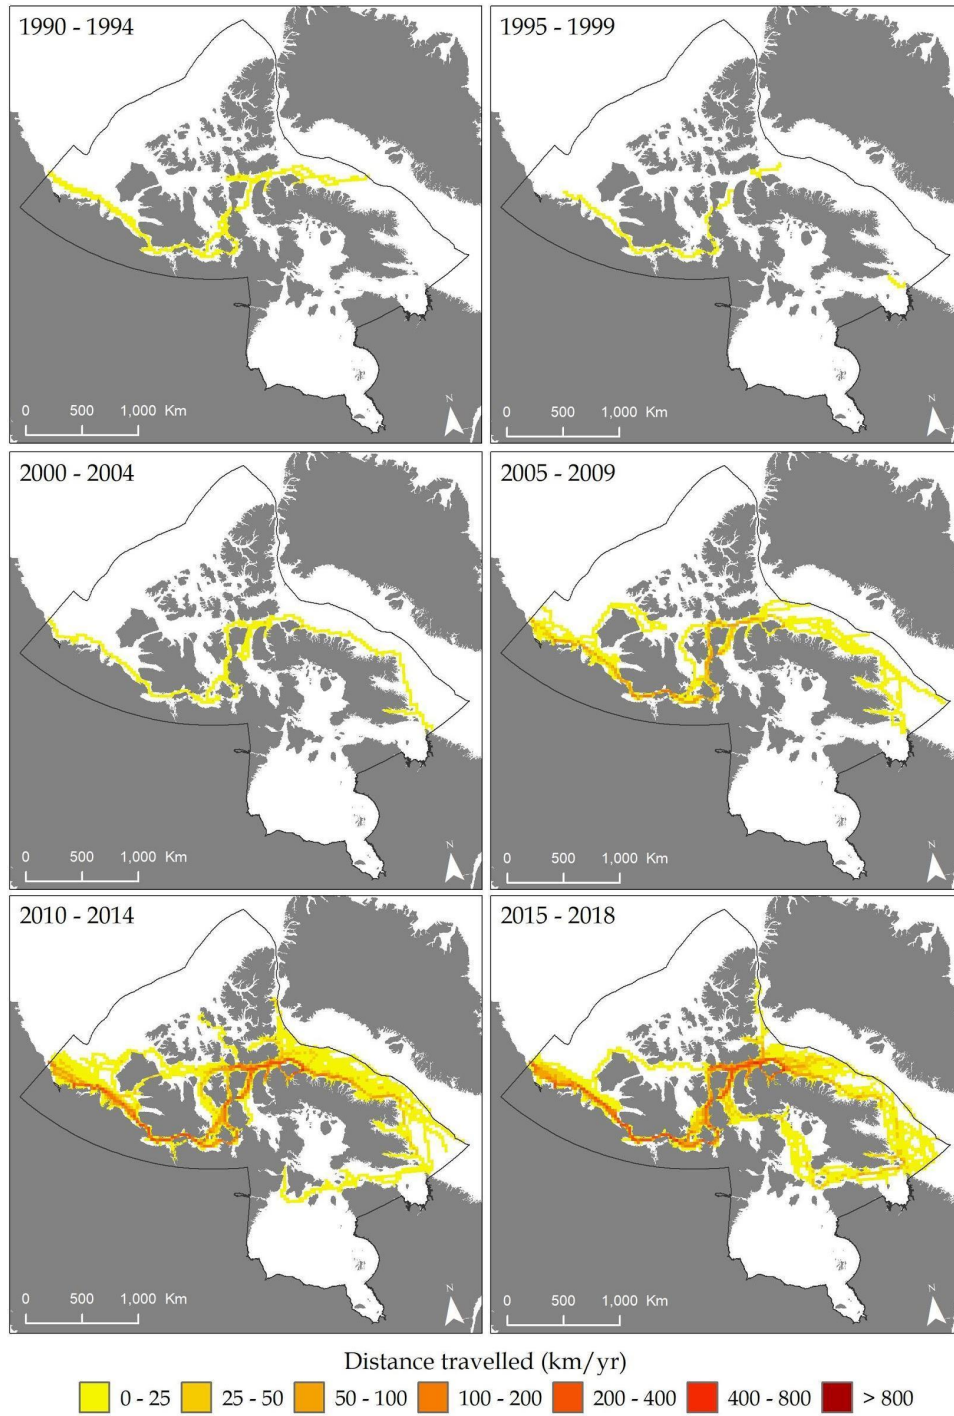 1990 - 1994
1995 - 1999
N
N
0 500 1,000 Km
0 500 1,000 Km
2000 - 2004
2005 - 2009
N
N
0 500 1,000 Km
0 500 1,000 Km
2010 - 2014
2015 - 2018
N
N
0 500 1,000 Km
0 500 1,000 Km
Distance travelled (km/yr)
0 - 25 25 - 50 50 - 100 100 - 200 200 - 400 400 - 800 > 800